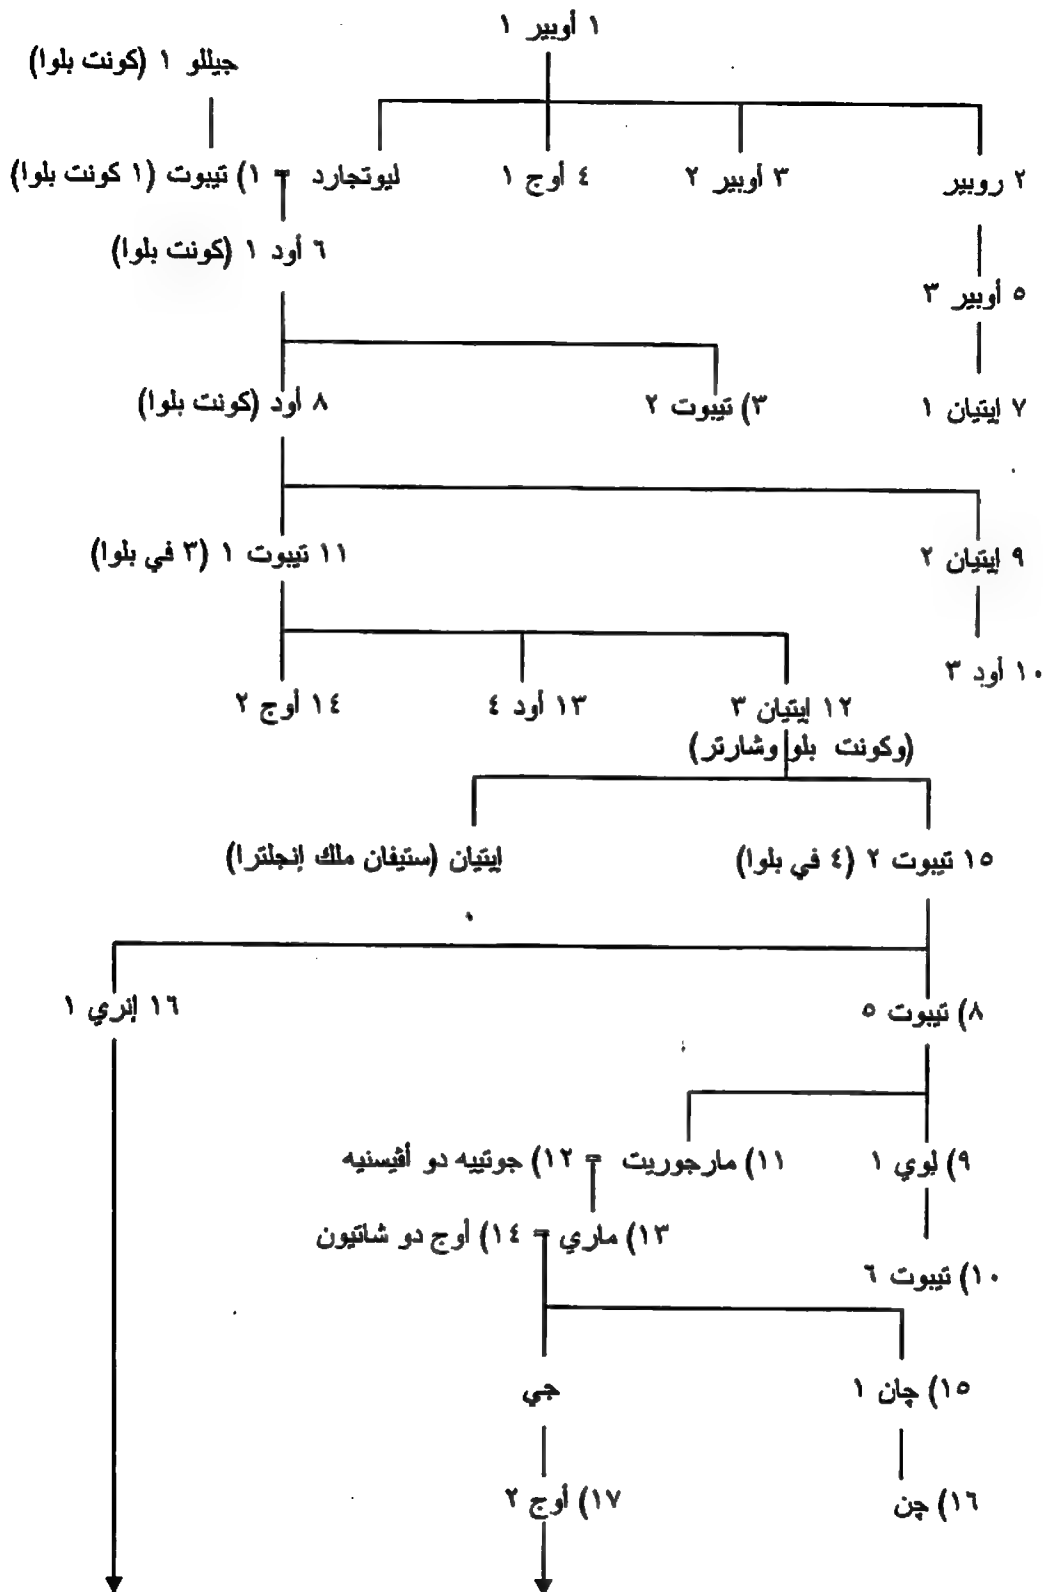 ١ أوبير ١
جيللو ١ (كونت بلوا)
٢ روبير
٣ أوبير ٢
٤ أوج ١
ليوتجارد = ١) تيبوت (١ كونت بلوا)
٦ أود ١ (كونت بلوا)
٥ أوبير ٣
٧ إيتيان ١
٣) تيبوت ٢
٨ أود (كونت بلوا)
٩ إيتيان ٢
١١ تيبوت ١ (٣ في بلوا)
١٠ أود ٣
١٢ إيتيان ٣
(وكونت بلو وشارتر)
١٣ أود ٤
١٤ أوج ٢
١٥ تيبوت ٢ (٤ في بلوا)
إيتيان (ستيفان ملك إنجلترا)
٨) تيبوت ٥
١٦ إنري ١
٩) لوي ١
١١) مارجوريت = ١٢) جوتييه دو أڤيسنيه
١٣) ماري = ١٤) أوج دو شاتيون
١٠) تيبوت ٦
١٥) چان ١
جي
١٦) چن
١٧) أوج ٢